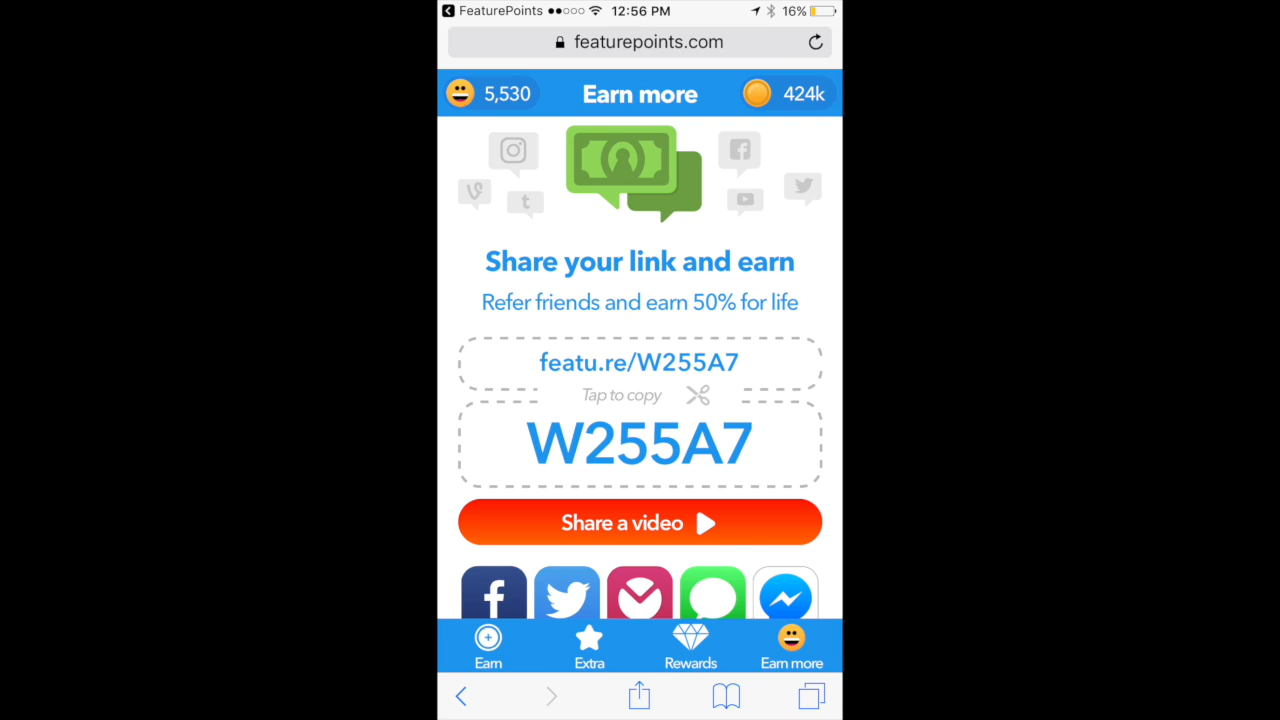 FeaturePoints 12:56 PM 16%
featurepoints.com
5,530 Earn more 424k
Share your link and earn
Refer friends and earn 50% for life
featu.re/W255A7
Tap to copy
W255A7
Share a video
Earn Extra Rewards Earn more